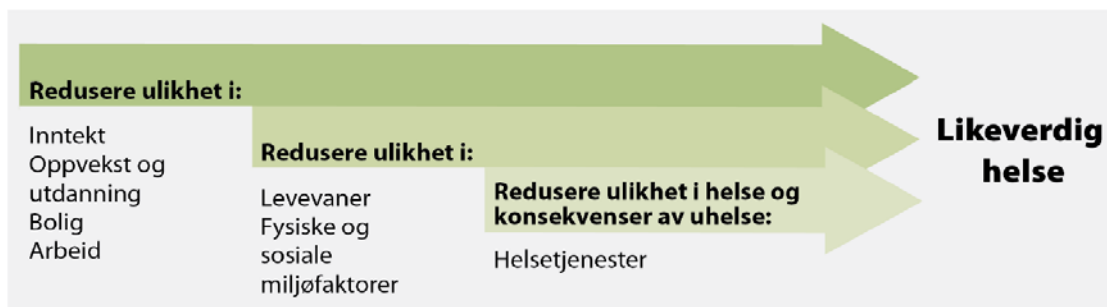 Redusere ulikhet i:
Inntekt
Oppvekst og
utdanning
Bolig
Arbeid
Redusere ulikhet i:
Levevaner
Fysiske og
sosiale
miljøfaktorer
Redusere ulikhet i helse og
konsekvenser av uhelse:
Helsetjenester
Likeverdig
helse